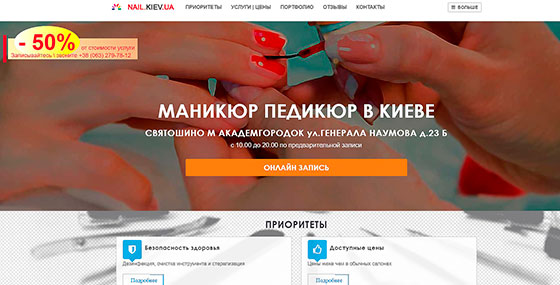 NAIL.KIEV.UA ПРИОРИТЕТЫ УСЛУГИ | ЦЕНЫ ПОРТФОЛИО ОТЗЫВЫ КОНТАКТЫ БОЛЬШЕ
- 50% от стоимости услуги
Записывайтесь \ звоните +38 (063) 279-78-12
МАНИКЮР ПЕДИКЮР В КИЕВЕ
СВЯТОШИНО М АКАДЕМГОРОДОК ул.ГЕНЕРАЛА НАУМОВА д.23 Б
с 10.00 до 20.00 по предварительной записи
ОНЛАЙН ЗАПИСЬ
ПРИОРИТЕТЫ
Безопасность здоровья
Дезинфекция, очистка инструмента и стерилизация
Подробнее
Доступные цены
Цены ниже чем в обычных салонах
Подробнее